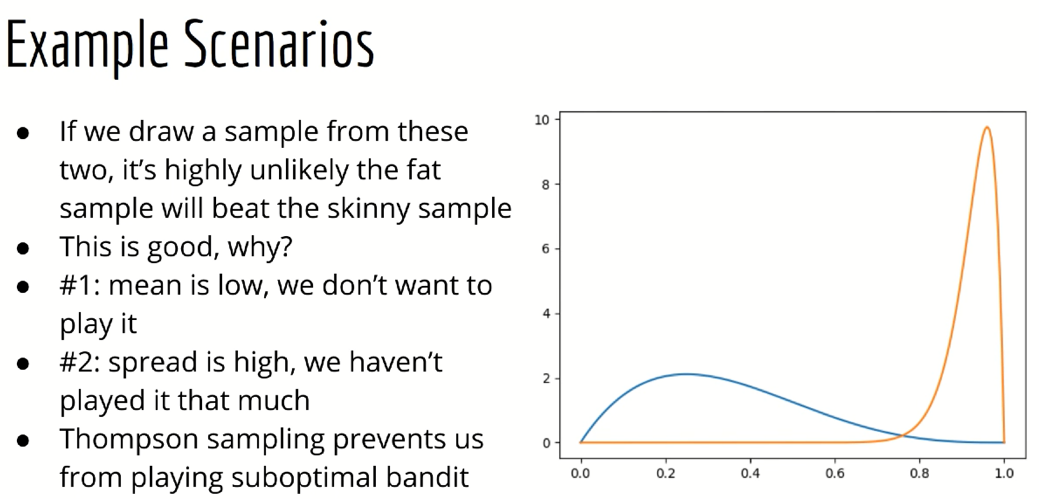 Example Scenarios
● If we draw a sample from these
two, it's highly unlikely the fat
sample will beat the skinny sample
● This is good, why?
● #1: mean is low, we don't want to
play it
● #2: spread is high, we haven't
played it that much
● Thompson sampling prevents us
from playing suboptimal bandit
10
8
6
4
2
0
0.0 0.2 0.4 0.6 0.8 1.0